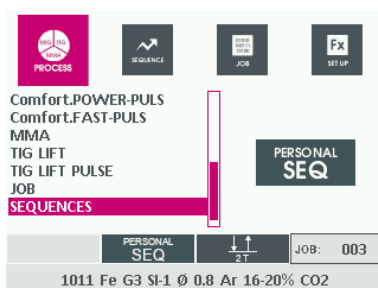 MIG TIG
MMA
PROCESS
SEQUENCE
JOB
Fx
SET UP
Comfort.POWER-PULS
Comfort.FAST-PULS
MMA
TIG LIFT
TIG LIFT PULSE
JOB
SEQUENCES
PERSONAL
SEQ
PERSONAL
SEQ
2T
JOB: 003
1011 Fe G3 SI-1 Ø 0.8 Ar 16-20% CO2